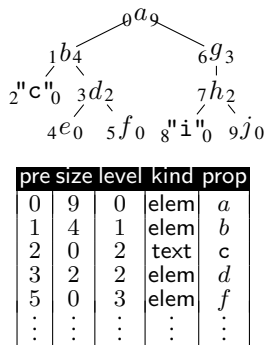 0a9
1b4 6g3
2"c"0 3d2 7h2
4e0 5f0 8"i"0 9j0
pre size level kind prop
0 9 0 elem a
1 4 1 elem b
2 0 2 text c
3 2 2 elem d
5 0 3 elem f
⋮ ⋮ ⋮ ⋮ ⋮